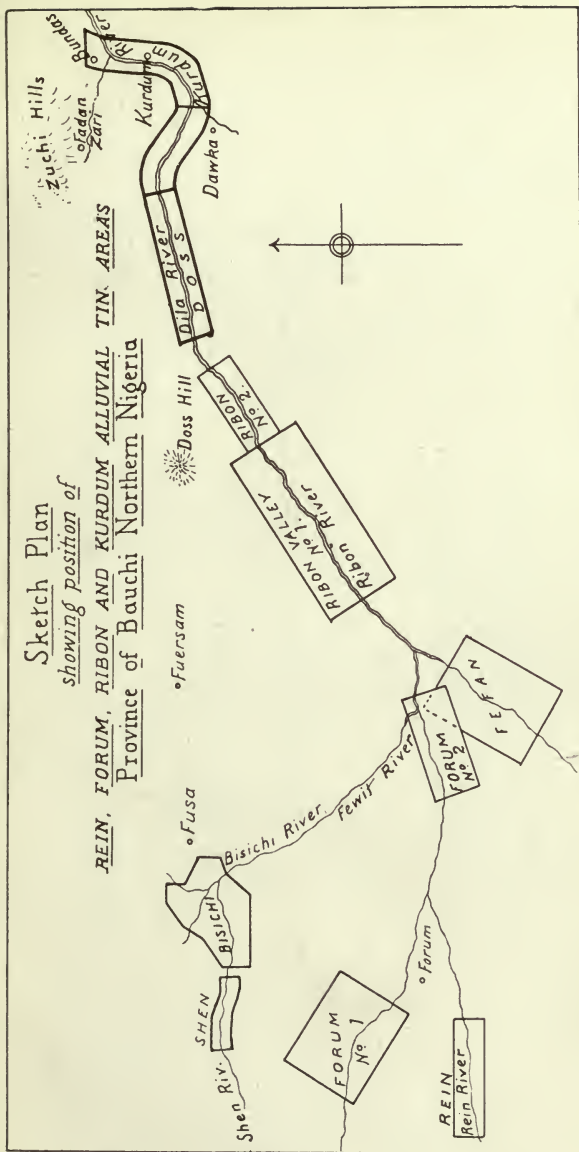 Sketch Plan
showing position of
REIN, FORUM, RIBON AND KURDUM ALLUVIAL TIN AREAS
Province of Bauchi Northern Nigeria
Zuchi Hills
Fadan
Zari
Bundas
River
Kurdum
Kurdum
Dawka
Dila River
DOSS
Doss Hill
RIBON
No. 2.
RIBON VALLEY
No. 1.
Ribon River
Fuersam
Fusa
BISICHI
Bisichi River
Fewit River
SHEN
Shen Riv.
FEFAN
FORUM
No. 2
Forum
FORUM
No. 1
REIN
Rein River